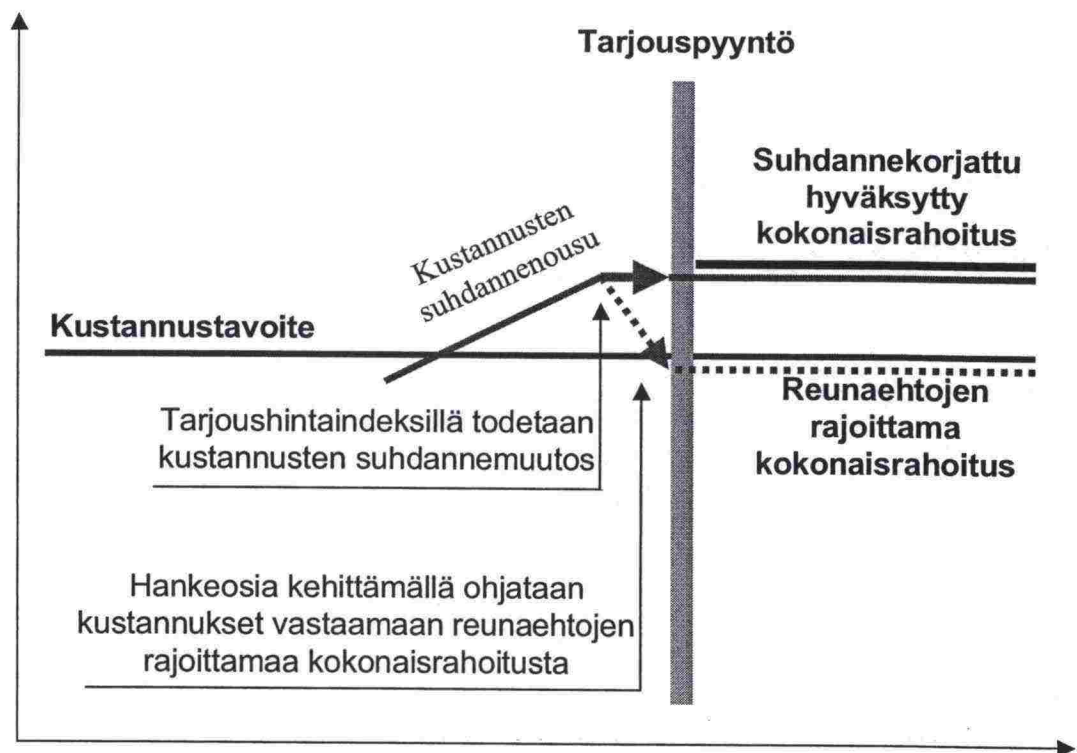 Tarjouspyyntö
Suhdannekorjattu
hyväksytty
kokonaisrahoitus
Kustannusten
suhdannenousu
Kustannustavoite
Tarjoushintaindeksillä todetaan
kustannusten suhdannemuutos
Reunaehtojen
rajoittama
kokonaisrahoitus
Hankeosia kehittämällä ohjataan
kustannukset vastaamaan reunaehtojen
rajoittamaa kokonaisrahoitusta